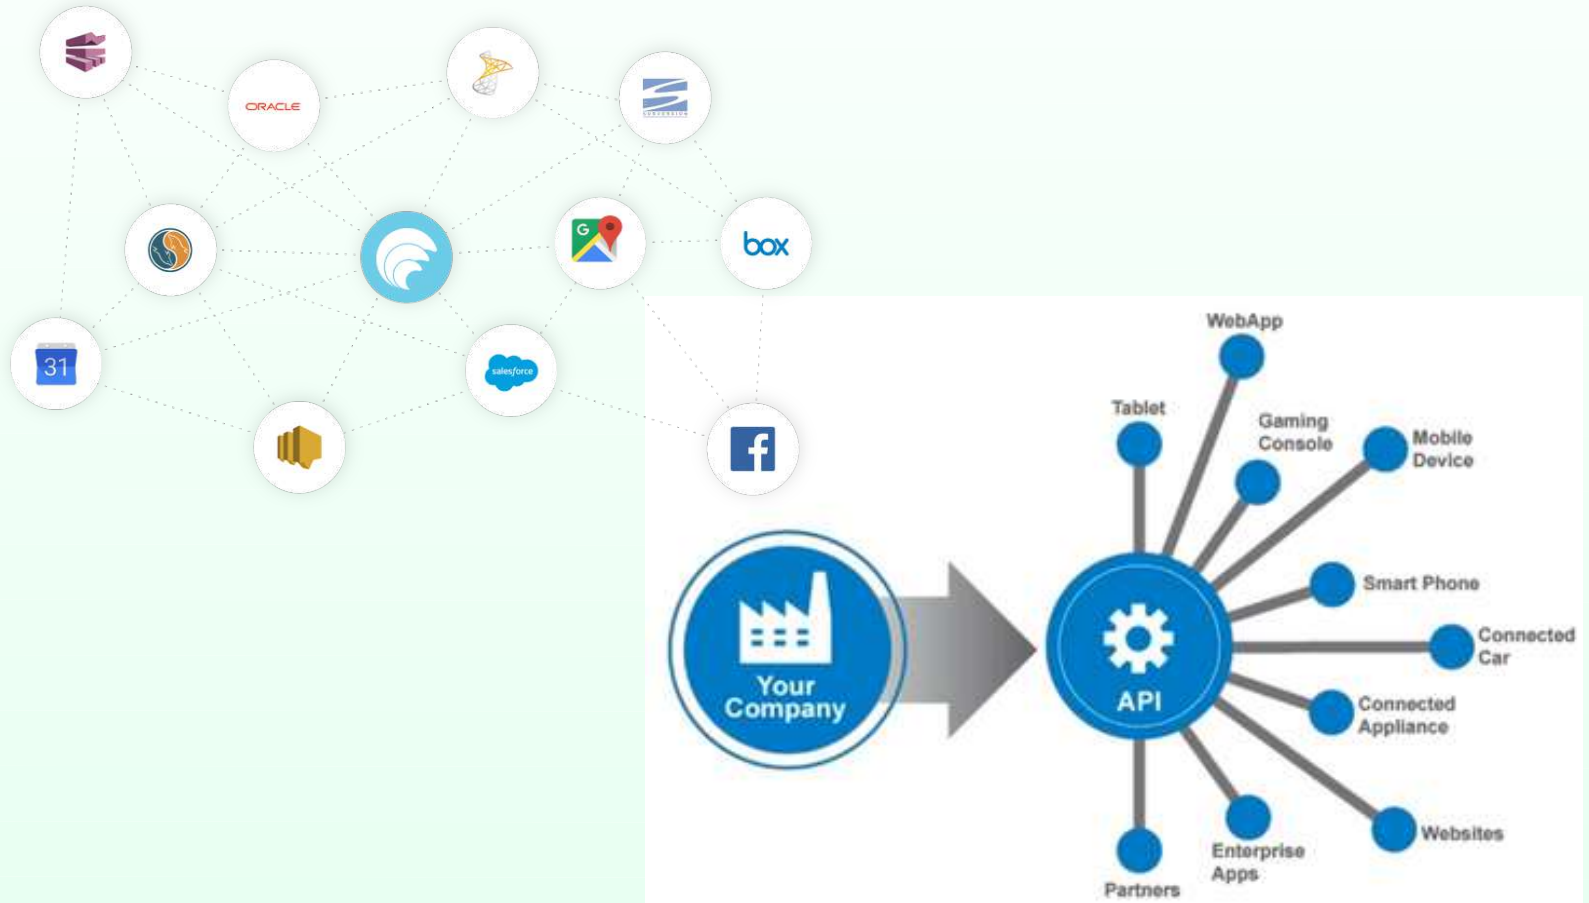 ORACLE
SUBVERSION
G
box
31
salesforce
f
WebApp
Tablet
Gaming
Console
Mobile
Device
Smart Phone
Connected
Car
Your
Company
API
Connected
Appliance
Websites
Enterprise
Apps
Partners